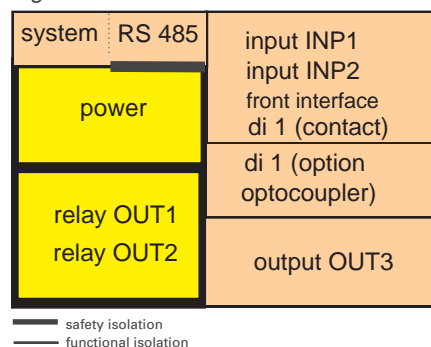 system RS 485
power
relay OUT1
relay OUT2
input INP1
input INP2
front interface
di 1 (contact)
di 1 (option
optocoupler)
output OUT3
safety isolation
functional isolation